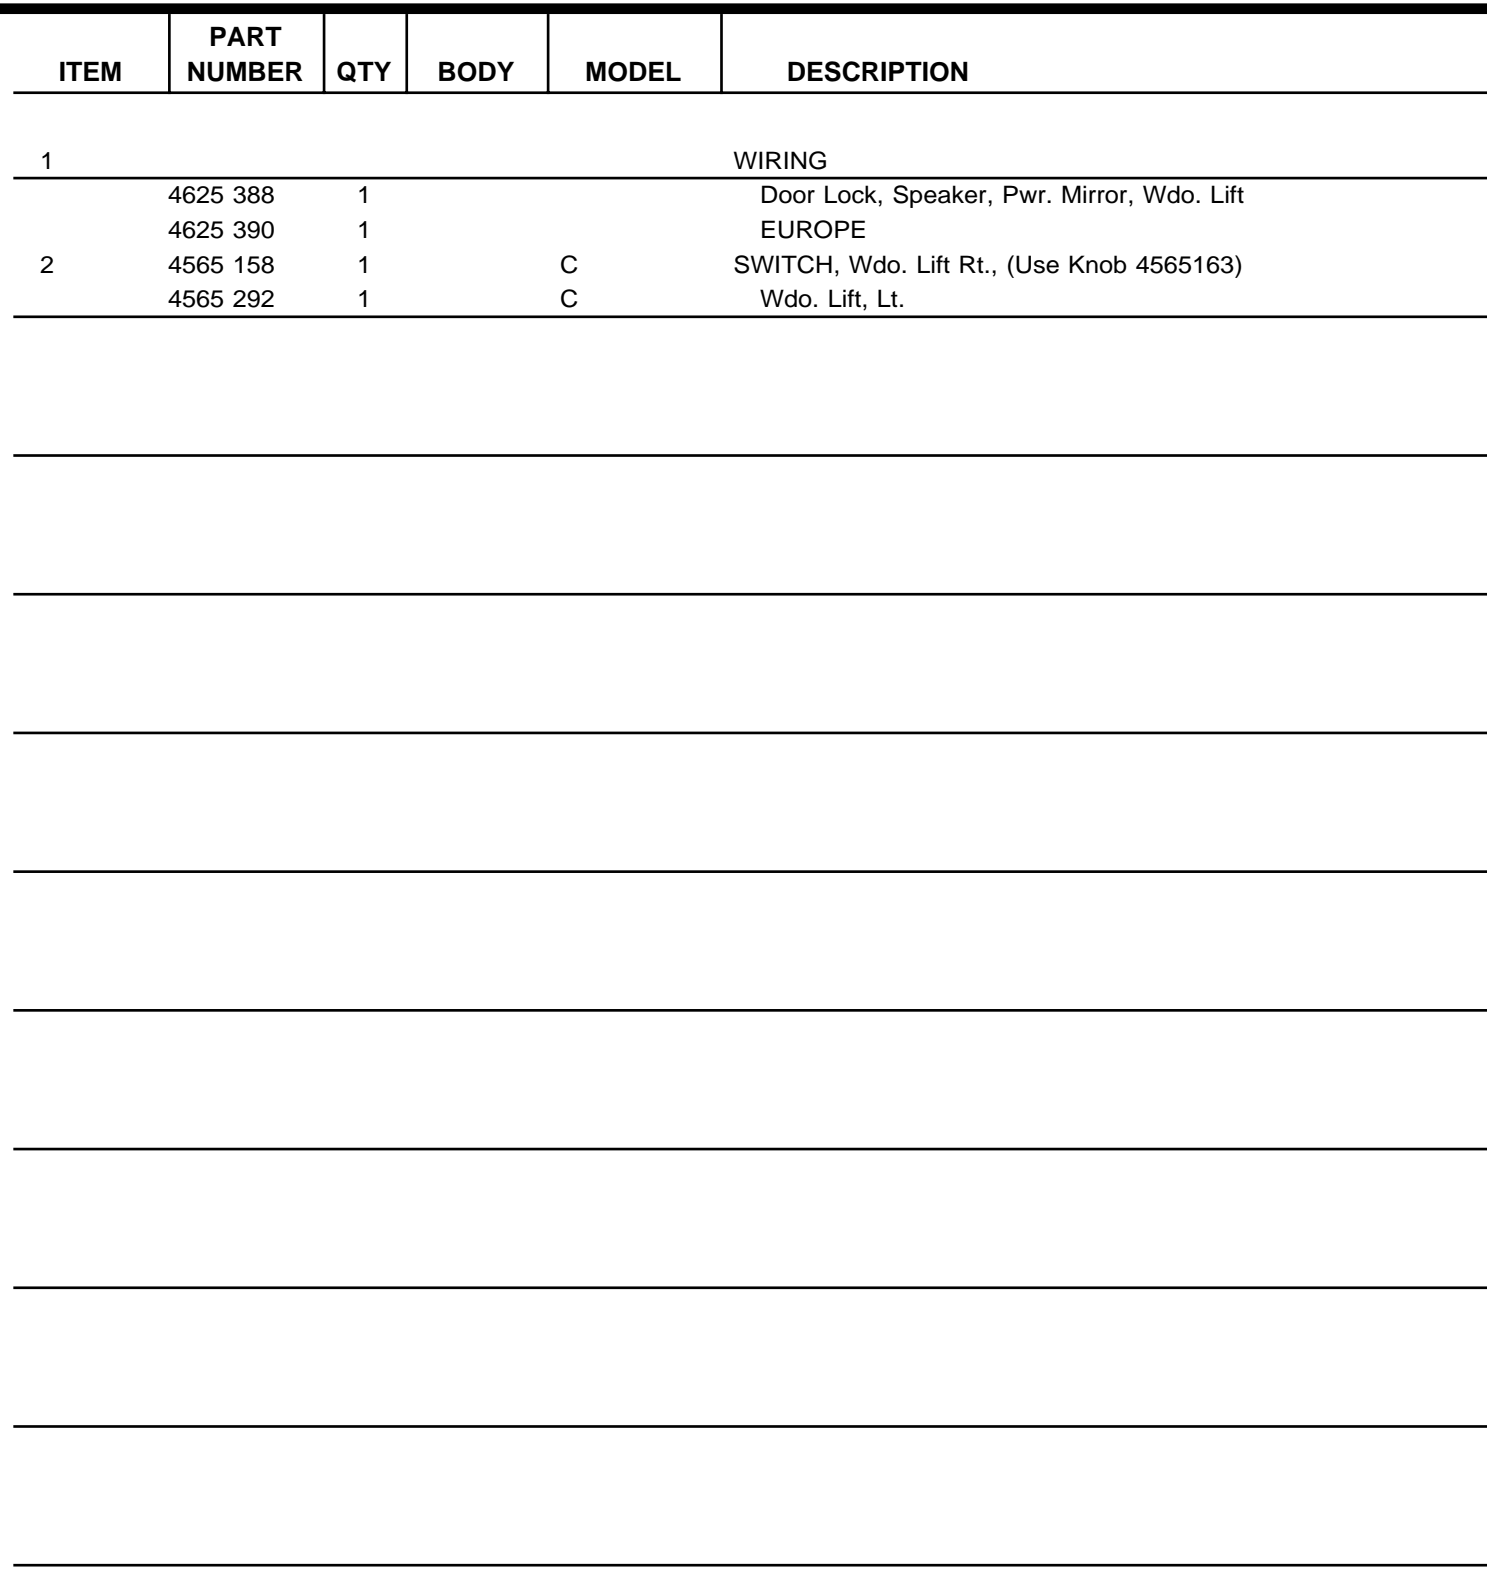 PART
ITEM NUMBER QTY BODY MODEL DESCRIPTION
1 WIRING
4625 388 1 Door Lock, Speaker, Pwr. Mirror, Wdo. Lift
4625 390 1 EUROPE
2 4565 158 1 C SWITCH, Wdo. Lift Rt., (Use Knob 4565163)
4565 292 1 C Wdo. Lift, Lt.